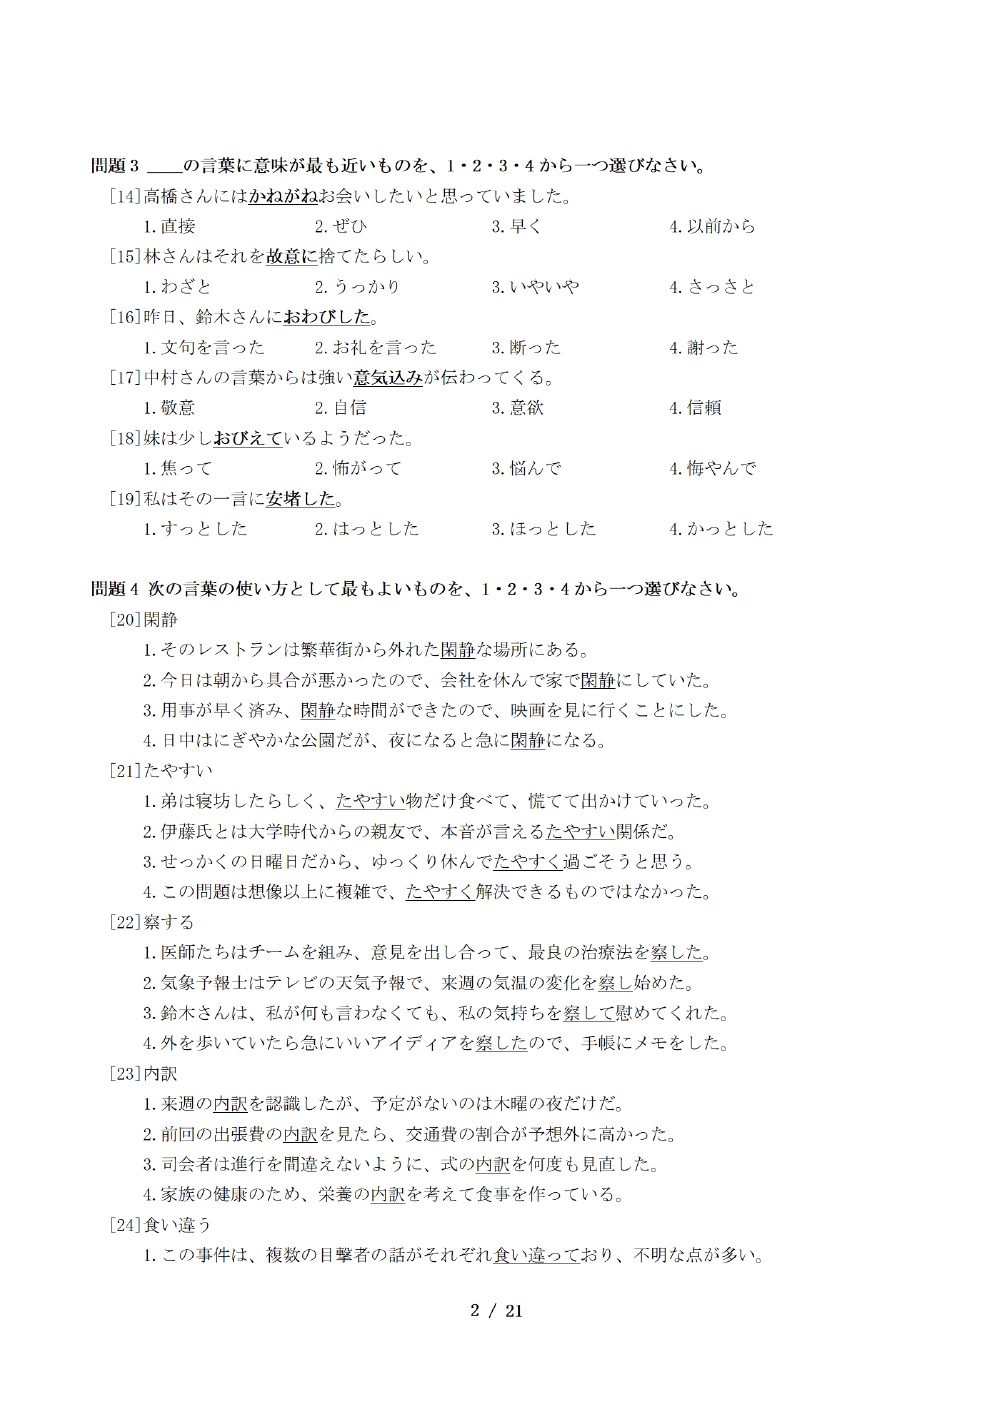 問題3 ____の言葉に意味が最も近いものを、1・2・3・4から一つ選びなさい。
[14]高橋さんにはかねがねお会いしたいと思っていました。
1.直接 2.ぜひ 3.早く 4.以前から
[15]林さんはそれを故意に捨てたらしい。
1.わざと 2.うっかり 3.いやいや 4.さっさと
[16]昨日、鈴木さんにおわびした。
1.文句を言った 2.お礼を言った 3.断った 4.謝った
[17]中村さんの言葉からは強い意気込みが伝わってくる。
1.敬意 2.自信 3.意欲 4.信頼
[18]妹は少しおびえているようだった。
1.焦って 2.怖がって 3.悩んで 4.悔やんで
[19]私はその一言に安堵した。
1.すっとした 2.はっとした 3.ほっとした 4.かっとした
問題4 次の言葉の使い方として最もよいものを、1・2・3・4から一つ選びなさい。
[20]閑静
1.そのレストランは繁華街から外れた閑静な場所にある。
2.今日は朝から具合が悪かったので、会社を休んで家で閑静にしていた。
3.用事が早く済み、閑静な時間ができたので、映画を見に行くことにした。
4.日中はにぎやかな公園だが、夜になると急に閑静になる。
[21]たやすい
1.弟は寝坊したらしく、たやすい物だけ食べて、慌てて出かけていった。
2.伊藤氏とは大学時代からの親友で、本音が言えるたやすい関係だ。
3.せっかくの日曜日だから、ゆっくり休んでたやすく過ごそうと思う。
4.この問題は想像以上に複雑で、たやすく解決できるものではなかった。
[22]察する
1.医師たちはチームを組み、意見を出し合って、最良の治療法を察した。
2.気象予報士はテレビの天気予報で、来週の気温の変化を察し始めた。
3.鈴木さんは、私が何も言わなくても、私の気持ちを察して慰めてくれた。
4.外を歩いていたら急にいいアイディアを察したので、手帳にメモをした。
[23]内訳
1.来週の内訳を認識したが、予定がないのは木曜の夜だけだ。
2.前回の出張費の内訳を見たら、交通費の割合が予想外に高かった。
3.司会者は進行を間違えないように、式の内訳を何度も見直した。
4.家族の健康のため、栄養の内訳を考えて食事を作っている。
[24]食い違う
1.この事件は、複数の目撃者の話がそれぞれ食い違っており、不明な点が多い。
2 / 21